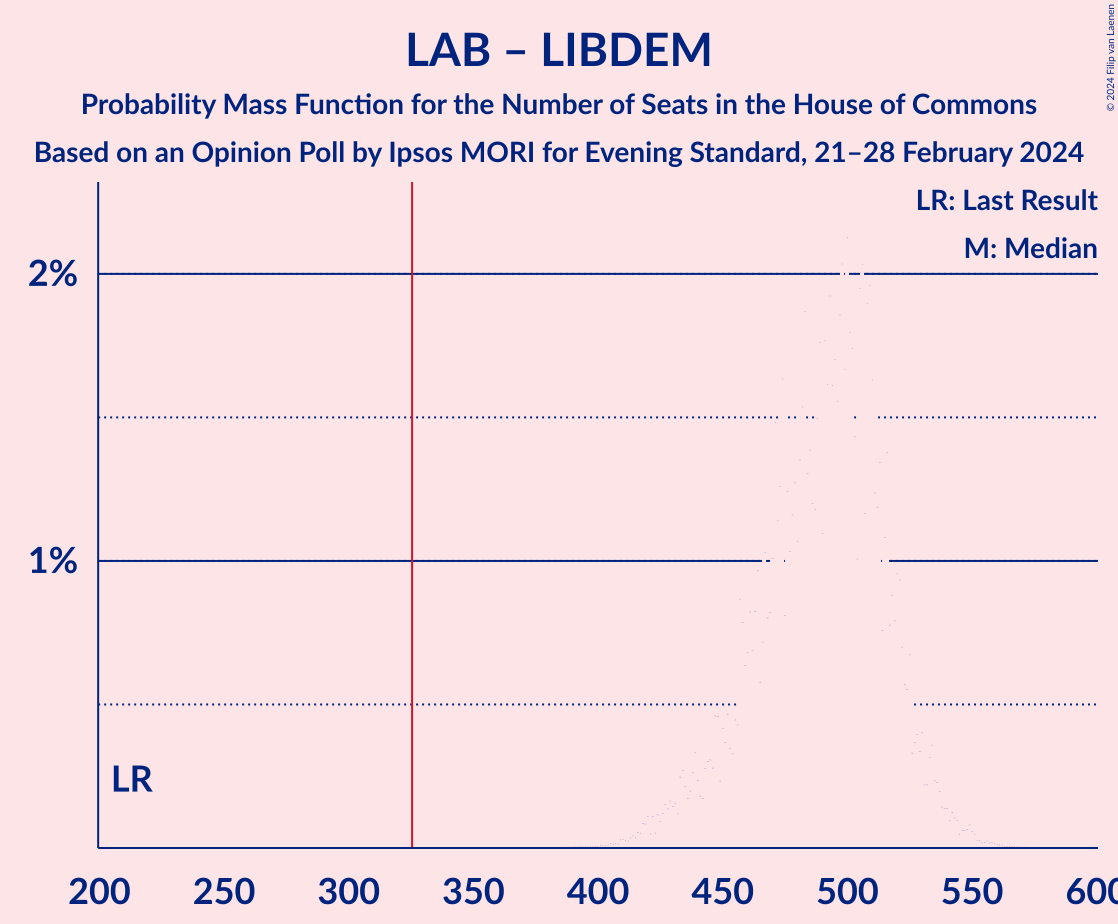 LAB – LIBDEM
Probability Mass Function for the Number of Seats in the House of Commons
Based on an Opinion Poll by Ipsos MORI for Evening Standard, 21–28 February 2024
© 2024 Filip van Laenen
LR: Last Result
M: Median
2%
1%
LR
200 250 300 350 400 450 500 550 600